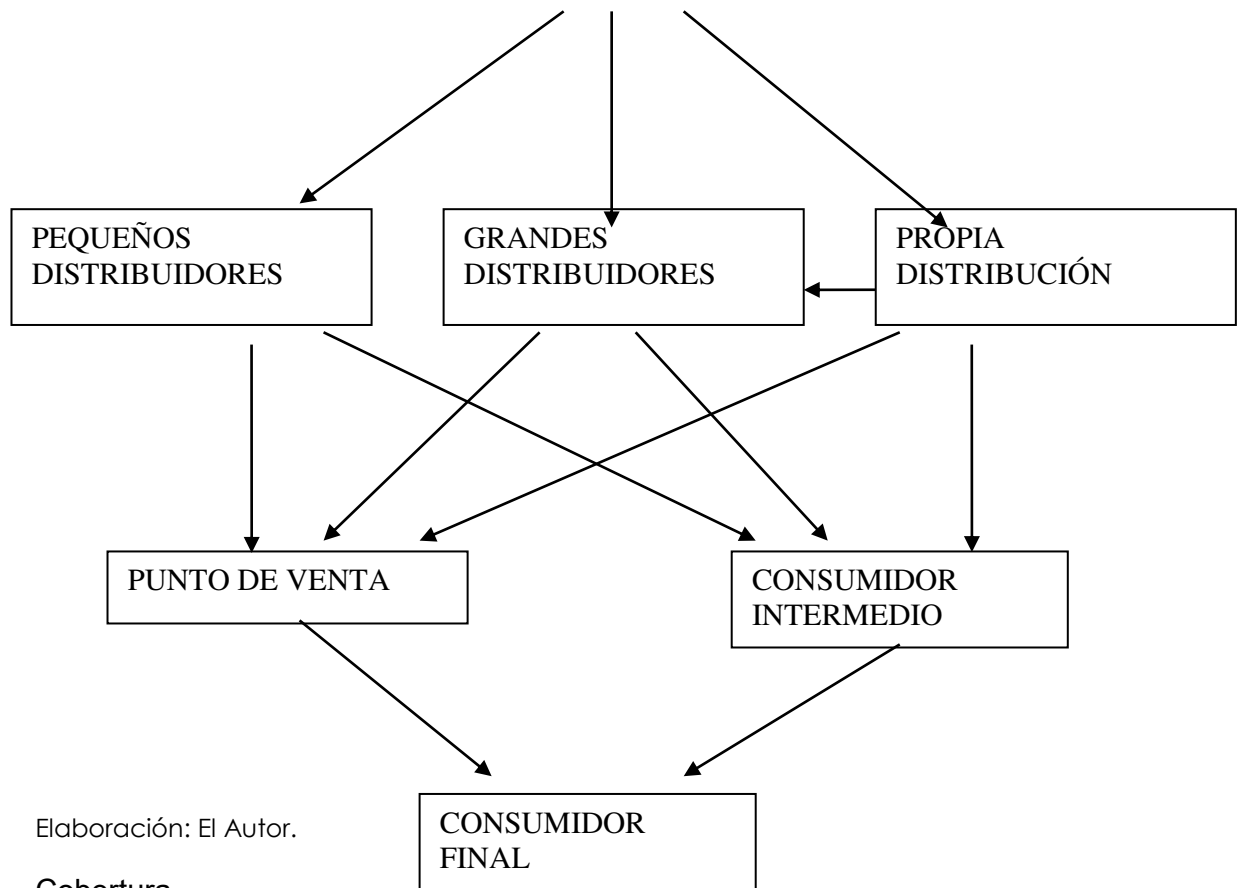 PEQUEÑOS
DISTRIBUIDORES
GRANDES
DISTRIBUIDORES
PROPIA
DISTRIBUCIÓN
PUNTO DE VENTA
CONSUMIDOR
INTERMEDIO
CONSUMIDOR
FINAL
Elaboración: El Autor.
Cobertura